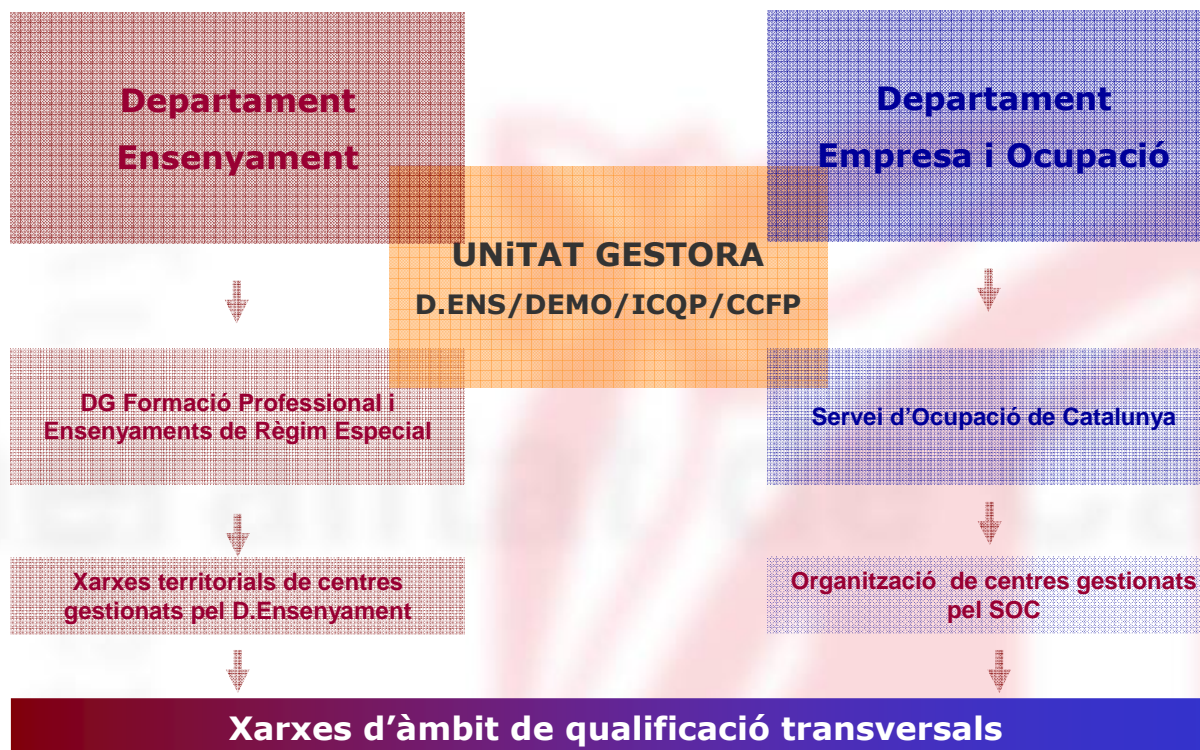 Departament
Ensenyament
Departament
Empresa i Ocupació
UNiTAT GESTORA
D.ENS/DEMO/ICQP/CCFP
DG Formació Professional i
Ensenyaments de Règim Especial
Servei d’Ocupació de Catalunya
Xarxes territorials de centres
gestionats pel D.Ensenyament
Organització de centres gestionats
pel SOC
Xarxes d’àmbit de qualificació transversals